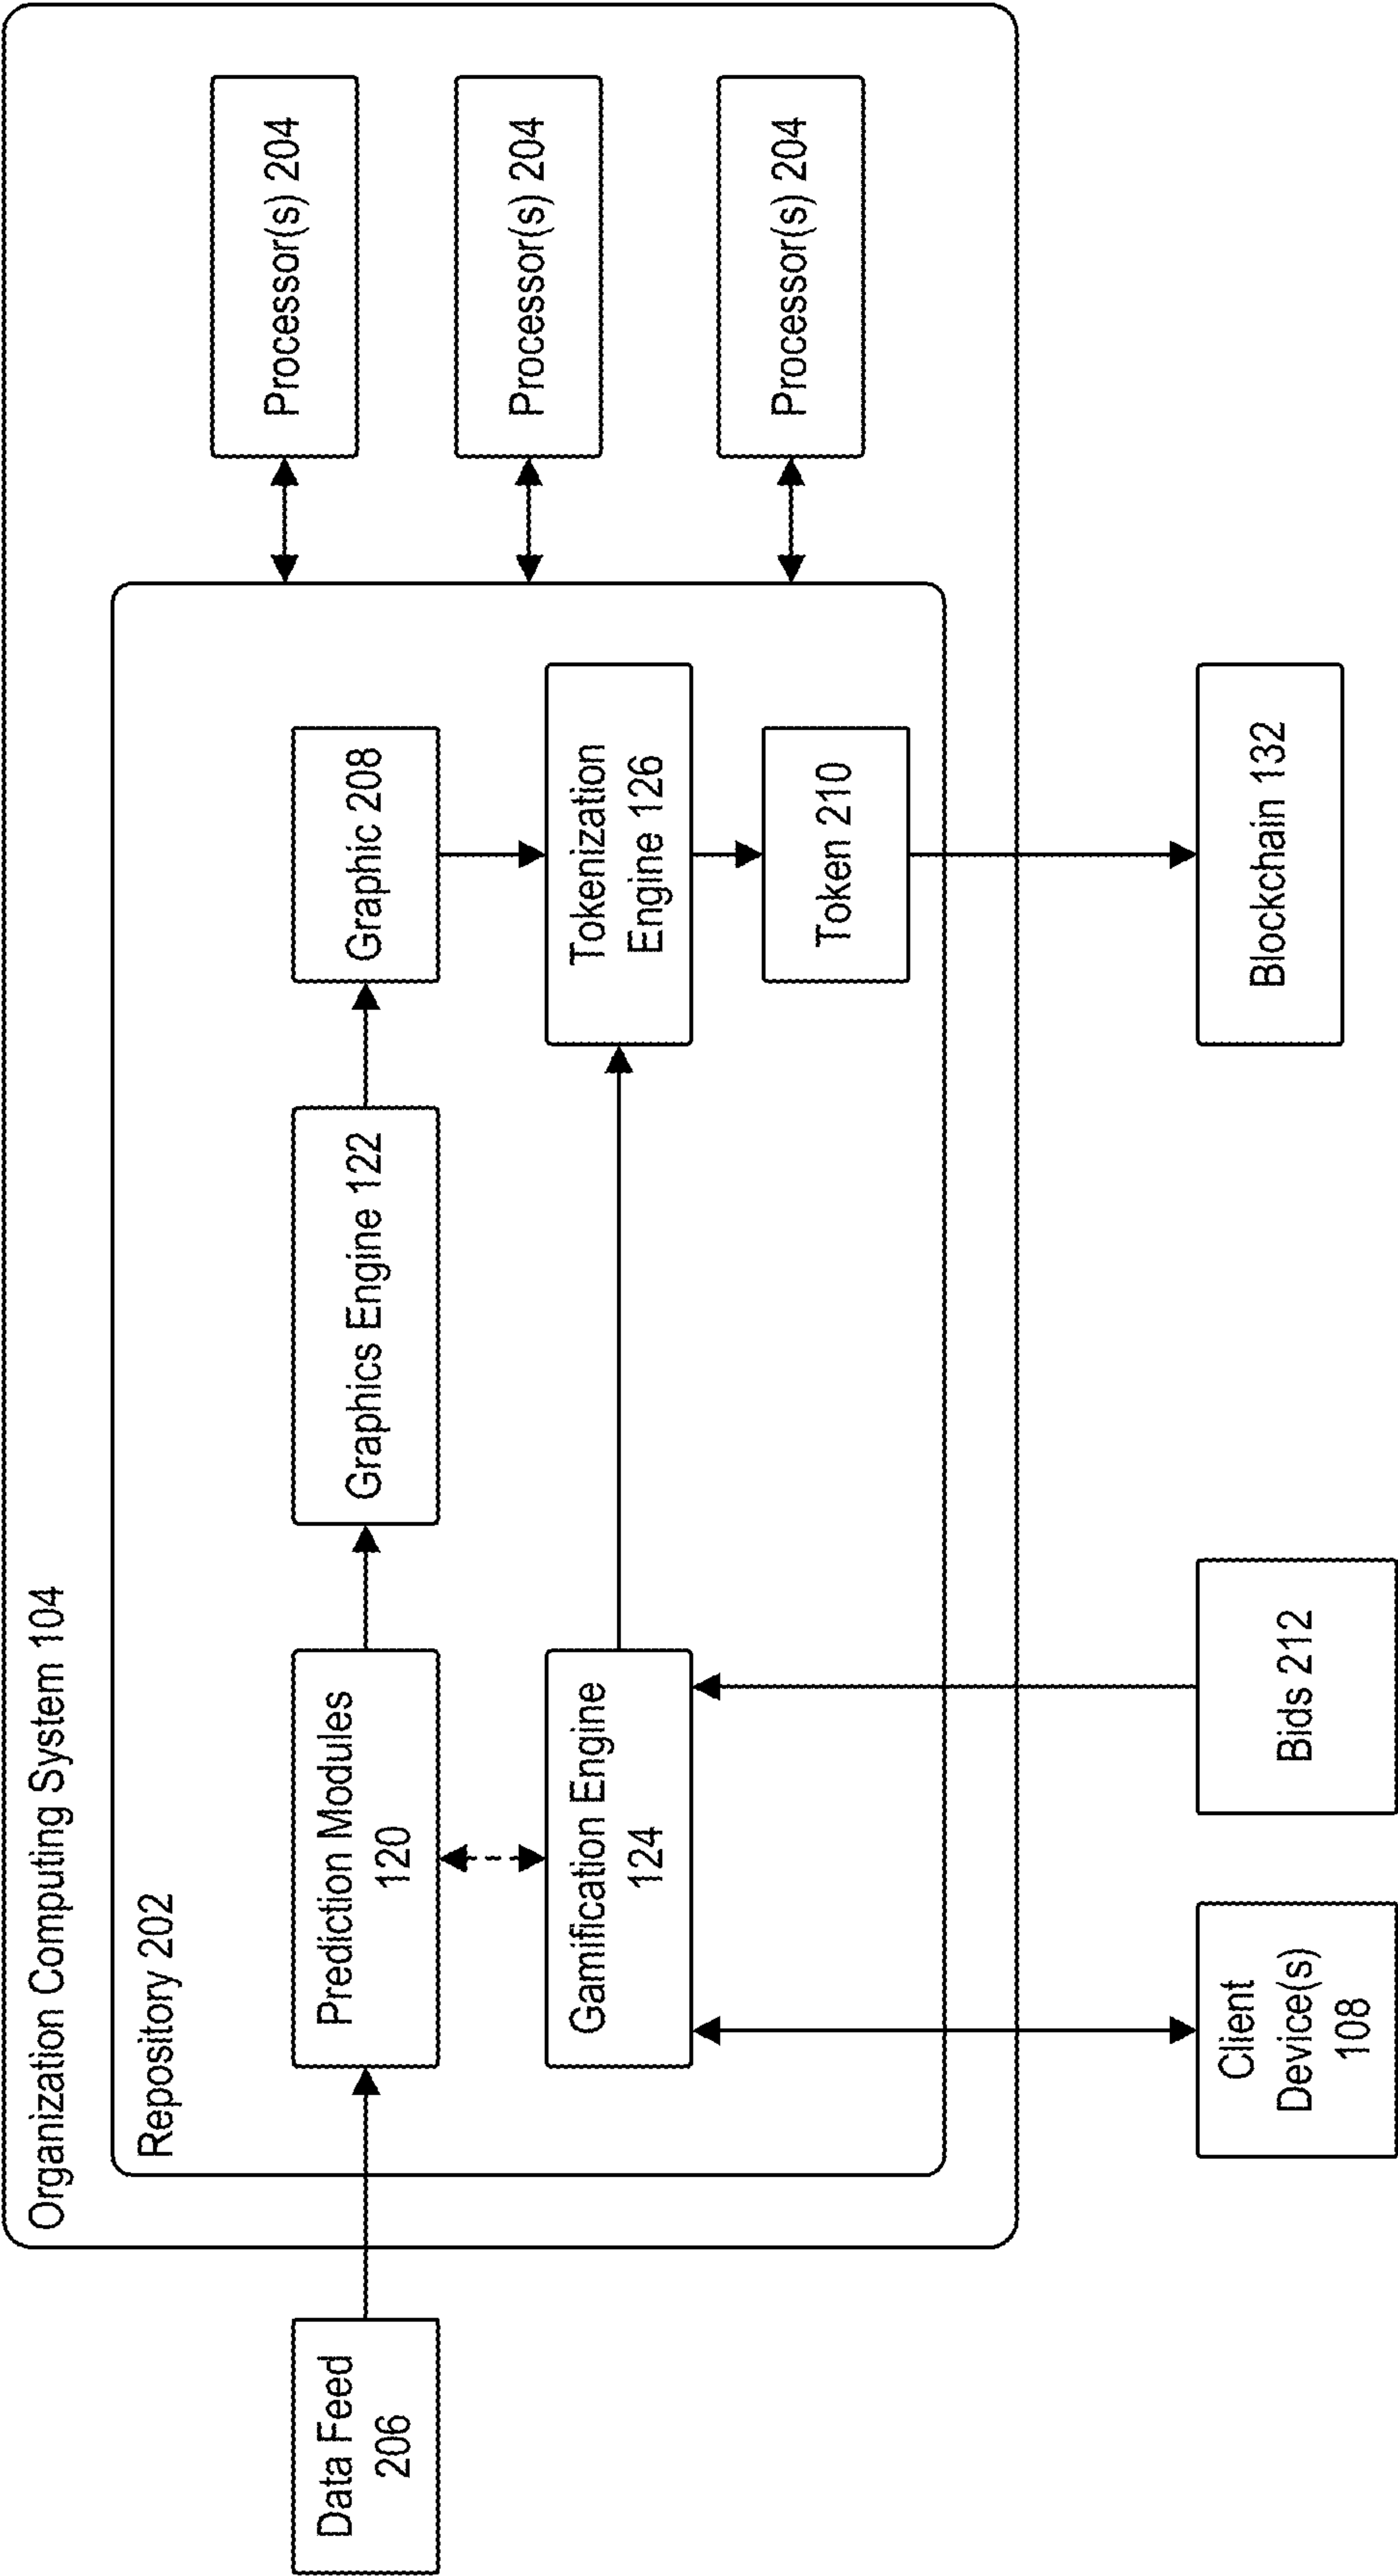 Organization Computing System 104
Repository 202
Data Feed
206
Prediction Modules
120
Graphics Engine 122
Graphic 208
Processor(s) 204
Gamification Engine
124
Tokenization
Engine 126
Processor(s) 204
Token 210
Processor(s) 204
Client
Device(s)
108
Bids 212
Blockchain 132